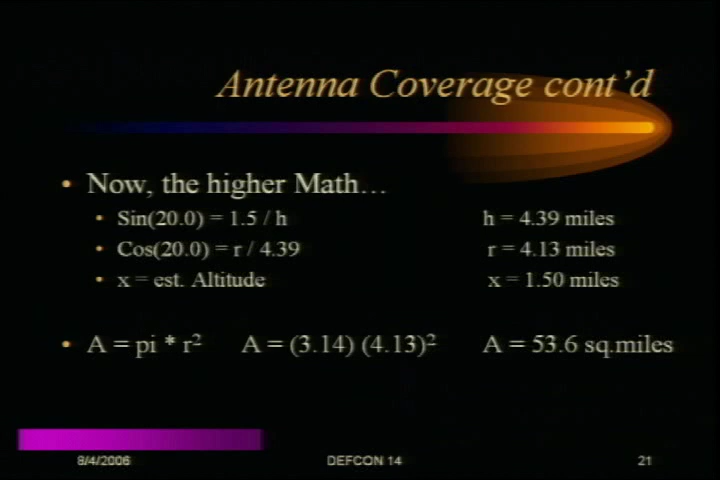 Antenna Coverage cont’d
• Now, the higher Math…
• Sin(20.0) = 1.5 / h h = 4.39 miles
• Cos(20.0) = r / 4.39 r = 4.13 miles
• x = est. Altitude x = 1.50 miles
• A = pi * r² A = (3.14) (4.13)² A = 53.6 sq.miles
8/4/2006 DEFCON 14 21